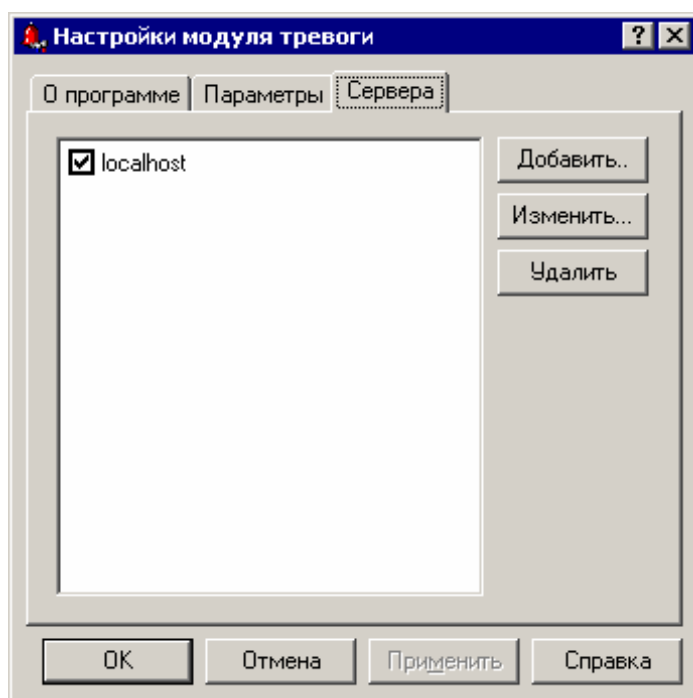 Настройки модуля тревоги
О программе Параметры Сервера
localhost
Добавить..
Изменить...
Удалить
OK Отмена Применить Справка